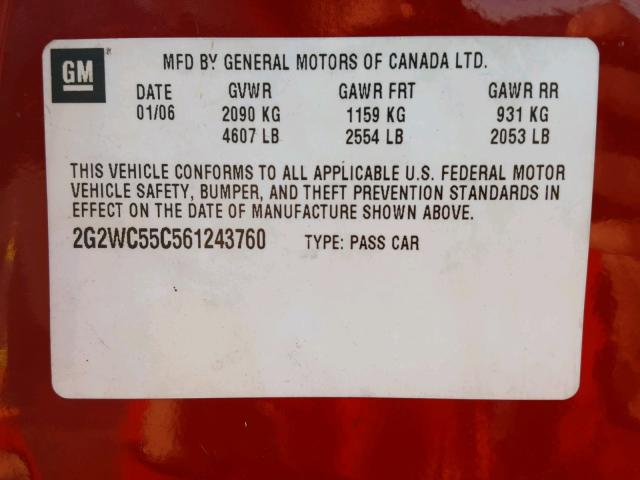 GM
MFD BY GENERAL MOTORS OF CANADA LTD.
DATE GVWR GAWR FRT GAWR RR
01/06 2090 KG 1159 KG 931 KG
4607 LB 2554 LB 2053 LB
THIS VEHICLE CONFORMS TO ALL APPLICABLE U.S. FEDERAL MOTOR
VEHICLE SAFETY, BUMPER, AND THEFT PREVENTION STANDARDS IN
EFFECT ON THE DATE OF MANUFACTURE SHOWN ABOVE.
2G2WC55C561243760 TYPE: PASS CAR